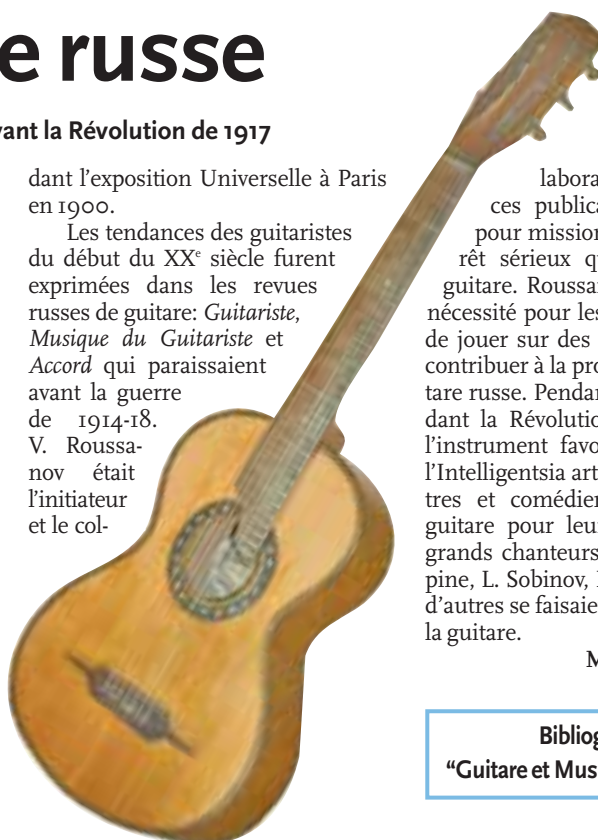 e russe
vant la Révolution de 1917
dant l’exposition Universelle à Paris
en 1900.
Les tendances des guitaristes
du début du XXe siècle furent
exprimées dans les revues
russes de guitare: Guitariste,
Musique du Guitariste et
Accord qui paraissaient
avant la guerre
de 1914-18.
V. Roussa-
nov était
l’initiateur
et le col-
labora
ces publica
pour mission
rêt sérieux q
guitare. Roussa
nécessité pour les
de jouer sur des
contribuer à la pro
tare russe. Penda
dant la Révolutio
l’instrument favo
l’Intelligentsia art
tres et comédie
guitare pour leu
grands chanteurs
pine, L. Sobinov,
d’autres se faisaie
la guitare.
M
Bibliog
“Guitare et Mus